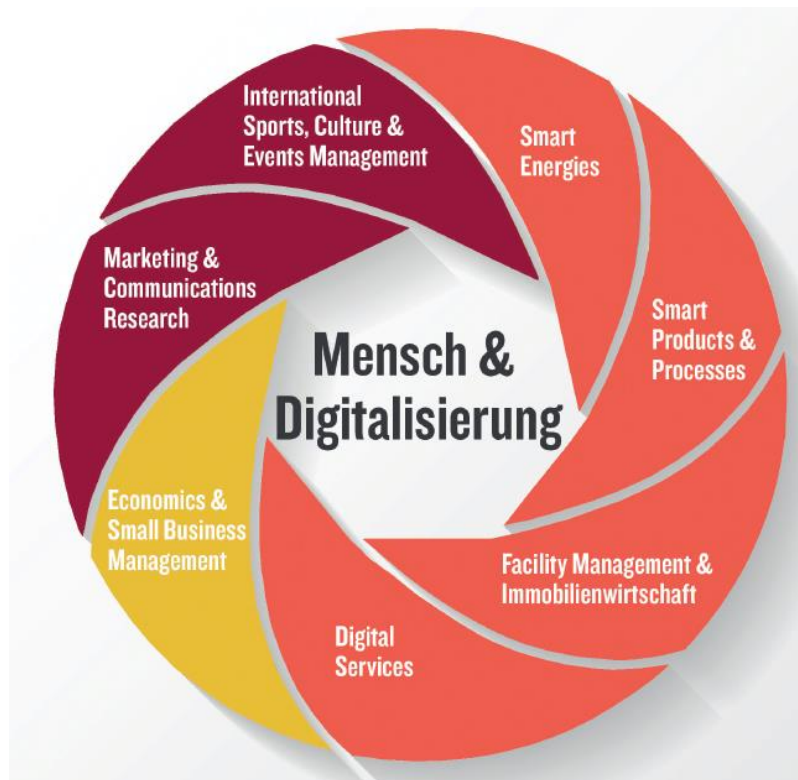 International
Sports, Culture &
Events Management
Smart
Energies
Smart
Products &
Processes
Facility Management &
Immobilienwirtschaft
Digital
Services
Economics &
Small Business
Management
Marketing &
Communications
Research
Mensch &
Digitalisierung